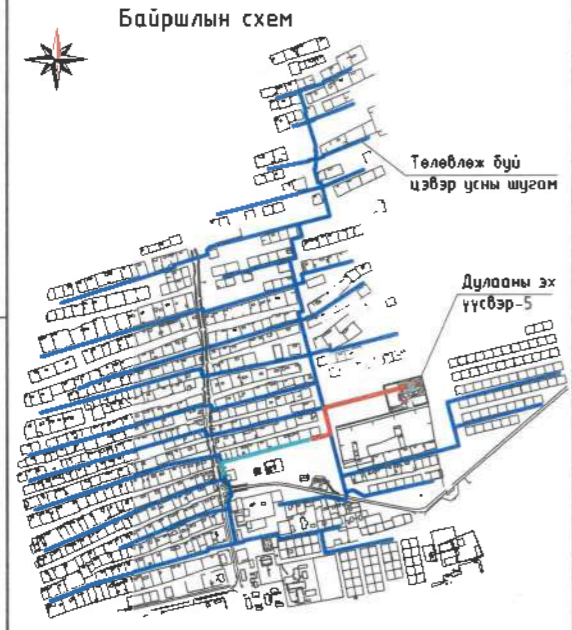 Байршлын схем
Төлөвлөж буй
цэвэр усны шугам
Дулааны эх
үүсвэр-5